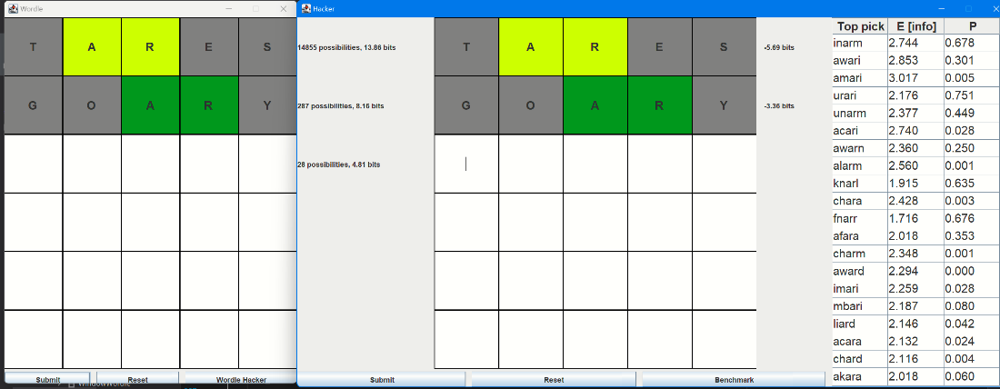 Wordle
T A R E S
G O A R Y
Submit Reset Wordle Hacker
WindowWordle
Hacker
14855 possibilities, 13.86 bits T A R E S -5.69 bits
287 possibilities, 8.16 bits G O A R Y -3.36 bits
28 possibilities, 4.81 bits
Submit Reset Benchmark
Top pick E [info] P
inarm 2.744 0.678
awari 2.853 0.301
amari 3.017 0.005
urari 2.176 0.751
unarm 2.377 0.449
acari 2.740 0.028
awarn 2.360 0.250
alarm 2.560 0.001
knarl 1.915 0.635
chara 2.428 0.003
fnarr 1.716 0.676
afara 2.018 0.353
charm 2.348 0.001
award 2.294 0.000
imari 2.259 0.028
mbari 2.187 0.080
liard 2.146 0.042
acara 2.132 0.024
chard 2.116 0.004
akara 2.018 0.060